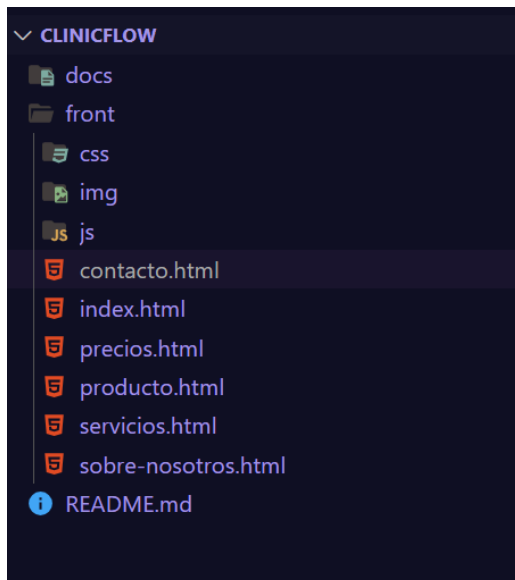 CLINICFLOW
docs
front
css
img
JS js
contacto.html
index.html
precios.html
producto.html
servicios.html
sobre-nosotros.html
README.md